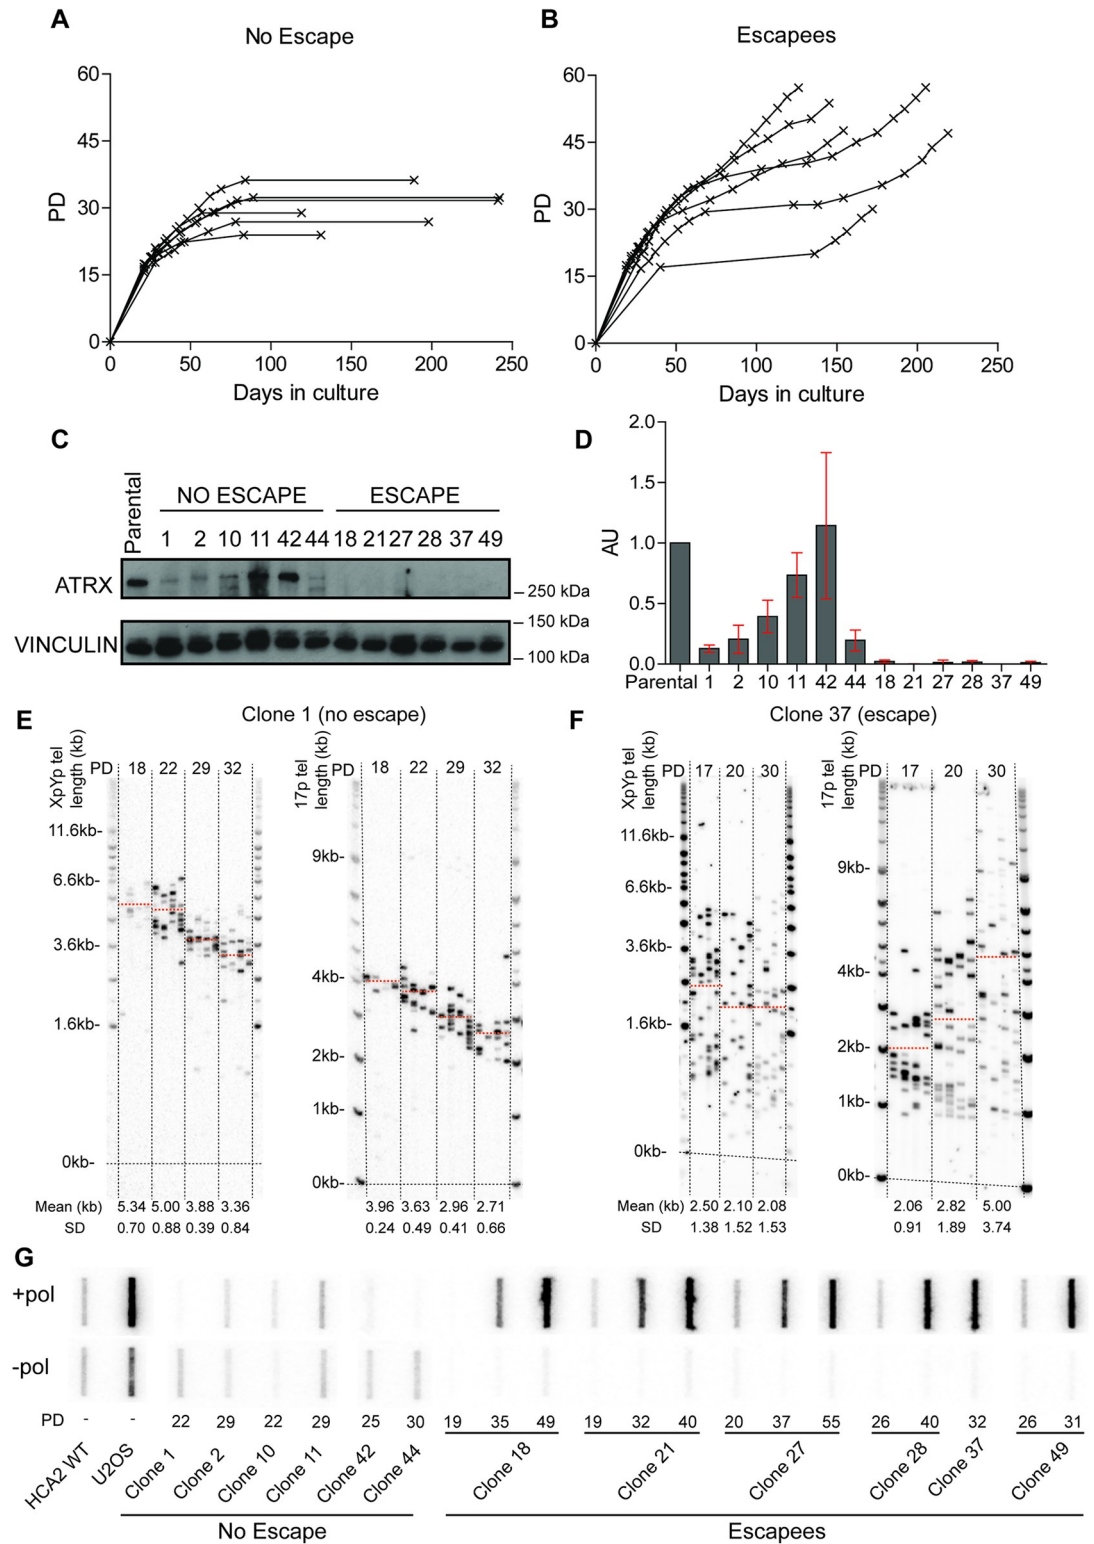 A
No Escape
PD
60
45
30
15
0
0 50 100 150 200 250
Days in culture
B
Escapees
PD
60
45
30
15
0
0 50 100 150 200 250
Days in culture
C
Parental
NO ESCAPE ESCAPE
1 2 10 11 42 44 18 21 27 28 37 49
ATRX
250 kDa
150 kDa
VINCULIN
100 kDa
D
AU
2.0
1.5
1.0
0.5
0.0
Parental 1 2 10 11 42 44 18 21 27 28 37 49
E
Clone 1 (no escape)
XpYp tel
length (kb)
PD 18 22 29 32
11.6kb-
6.6kb-
3.6kb-
1.6kb-
0kb-
Mean (kb) 5.34 5.00 3.88 3.36
SD 0.70 0.88 0.39 0.84
17p tel
length (kb)
PD 18 22 29 32
9kb-
4kb-
2kb-
1kb-
0kb-
3.96 3.63 2.96 2.71
0.24 0.49 0.41 0.66
F
Clone 37 (escape)
XpYp tel
length (kb)
PD 17 20 30
11.6kb-
6.6kb-
3.6kb-
1.6kb-
0kb-
Mean (kb) 2.50 2.10 2.08
SD 1.38 1.52 1.53
17p tel
length (kb)
PD 17 20 30
9kb-
4kb-
2kb-
1kb-
0kb-
2.06 2.82 5.00
0.91 1.89 3.74
G
+pol
-pol
PD - - 22 29 22 29 25 30 19 35 49 19 32 40 20 37 55 26 40 32 26 31
HCA2 WT
U2OS
Clone 1
Clone 2
Clone 10
Clone 11
Clone 42
Clone 44
Clone 18
Clone 21
Clone 27
Clone 28
Clone 37
Clone 49
No Escape
Escapees